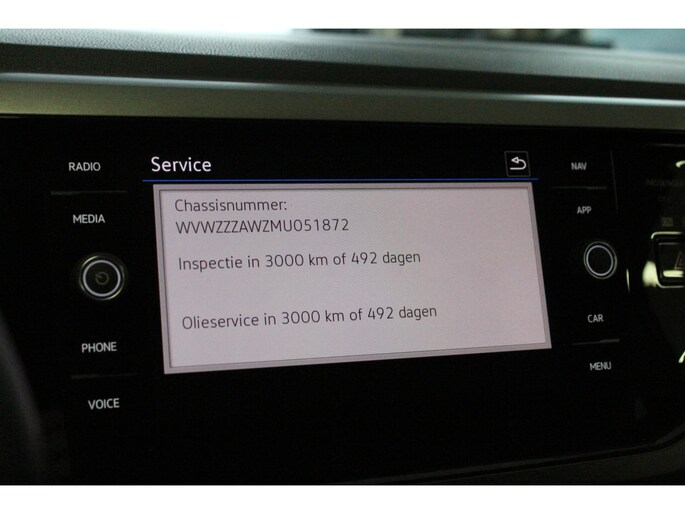 RADIO
Service
NAV
MEDIA
APP
Chassisnummer:
WVWZZZAWZMU051872
Inspectie in 3000 km of 492 dagen
Olieservice in 3000 km of 492 dagen
CAR
PHONE
MENU
VOICE